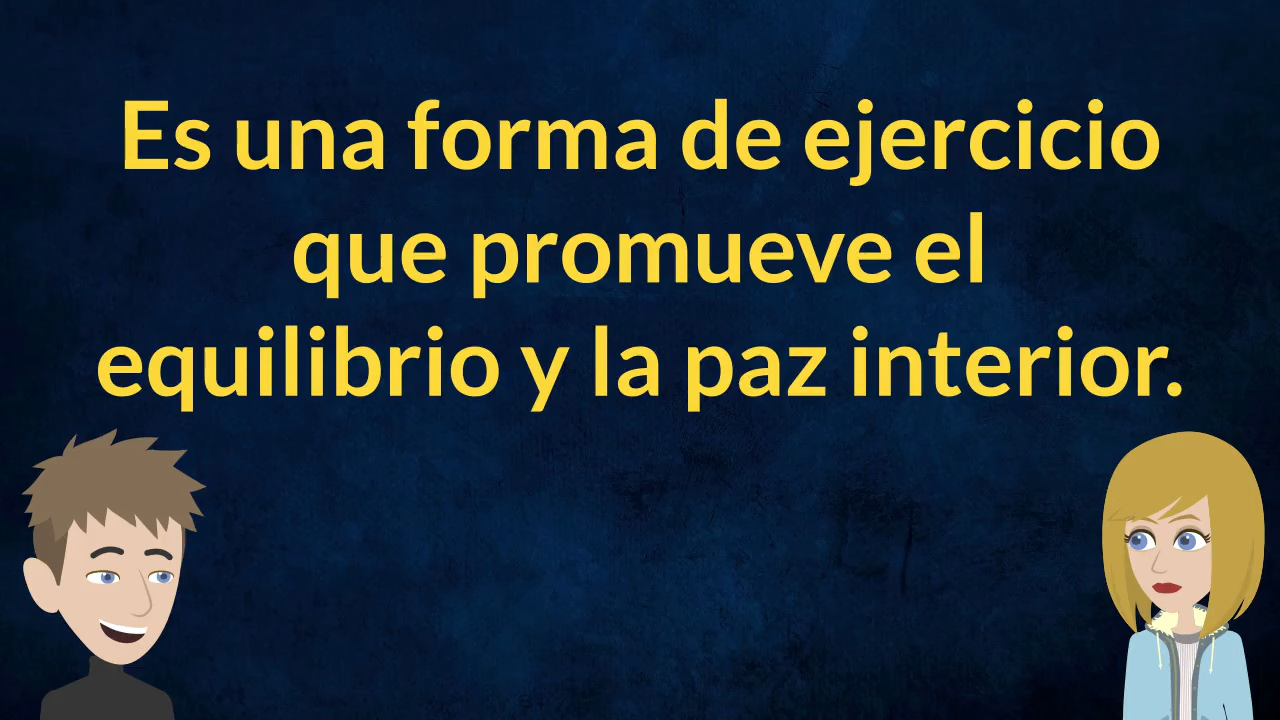 Es una forma de ejercicio
que promueve el
equilibrio y la paz interior.